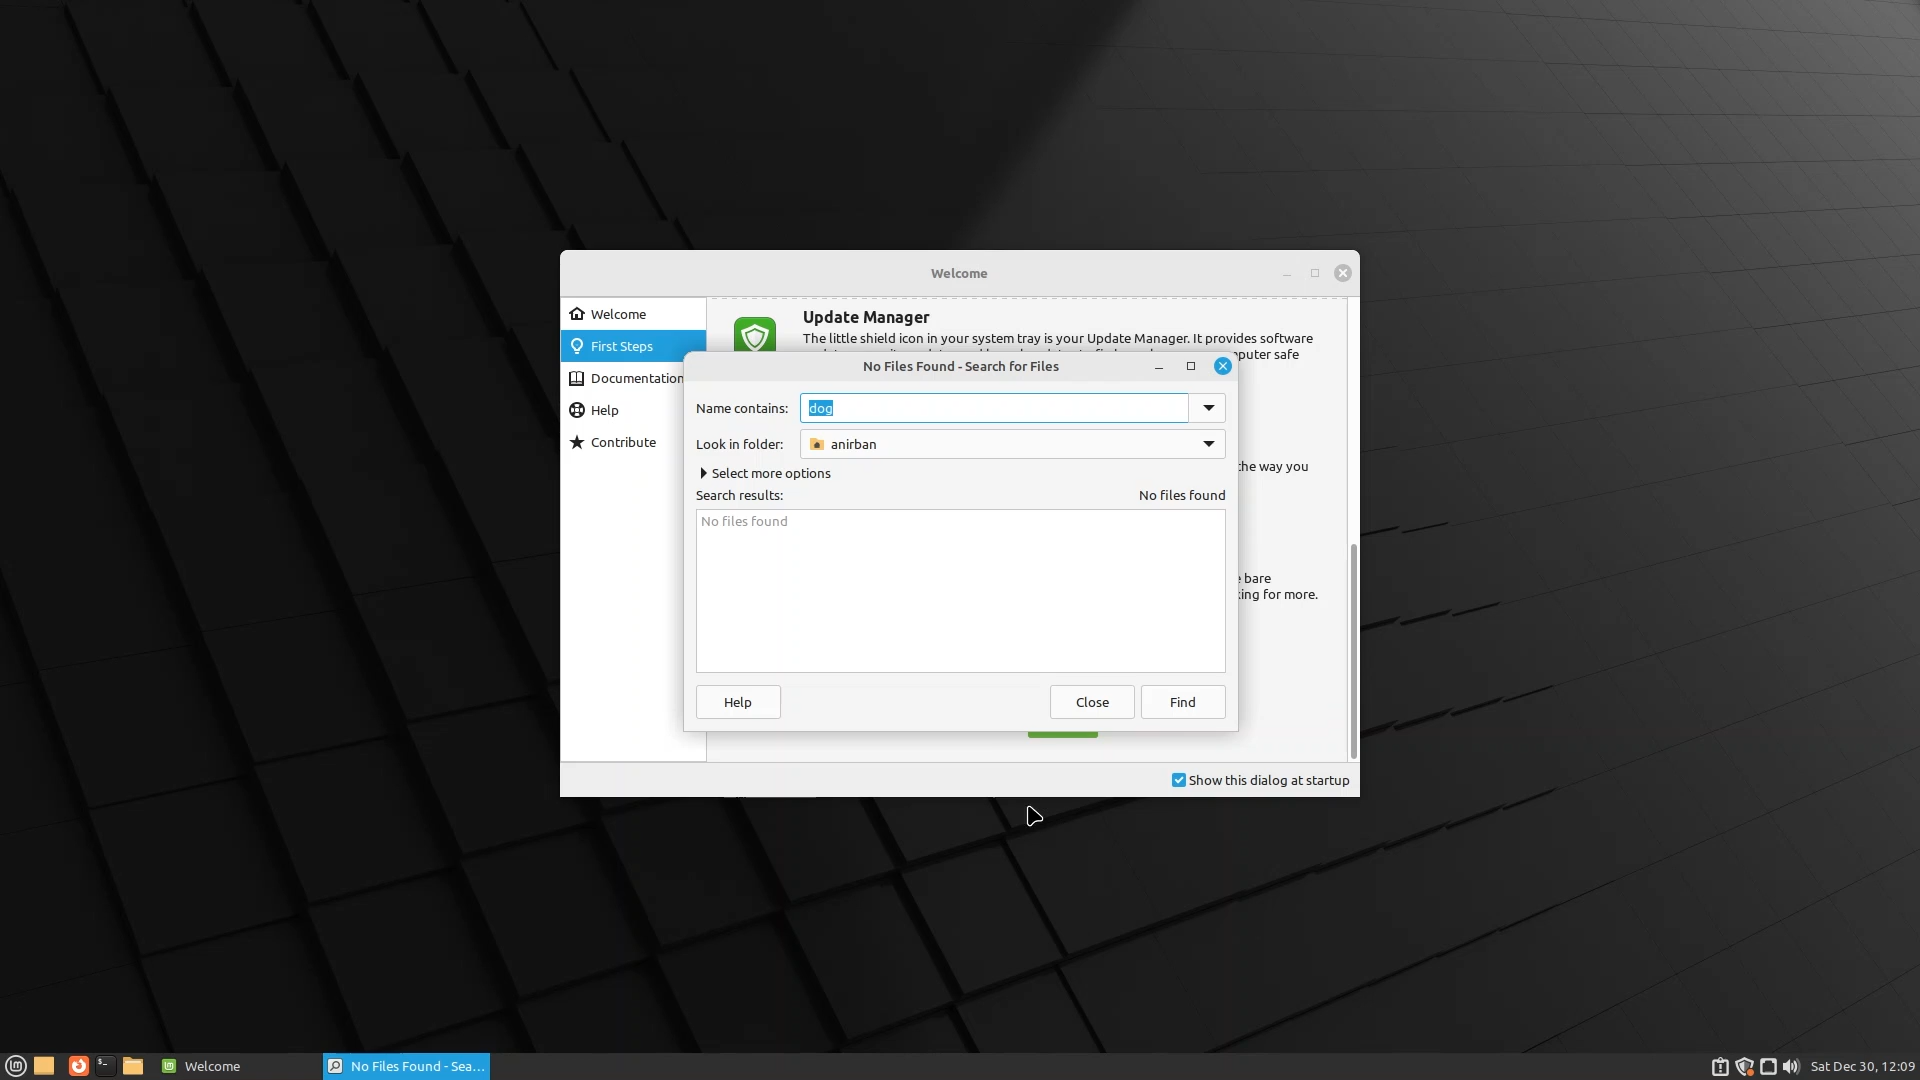 Welcome
Welcome
First Steps
Documentation
Help
Contribute
Update Manager
The little shield icon in your system tray is your Update Manager. It provides software
puter safe
the way you
bare
king for more.
No Files Found - Search for Files
Name contains:
dog
Look in folder:
anirban
Select more options
Search results:
No files found
No files found
Help
Close
Find
Show this dialog at startup
Welcome
No Files Found - Sea...
Sat Dec 30, 12:09